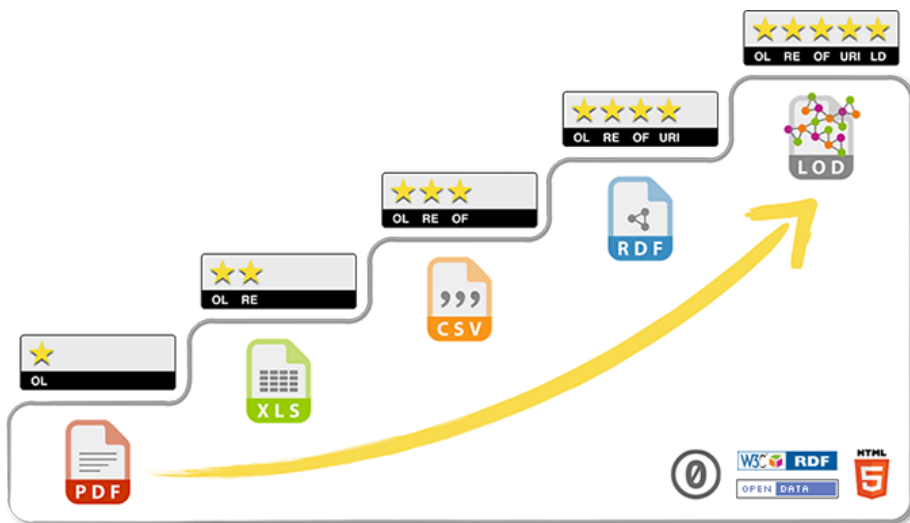 OL RE OF URI LD
OL RE OF URI
LOD
OL RE OF
RDF
OL RE
CSV
OL
XLS
PDF
0
W3C RDF
HTML
5
OPEN DATA